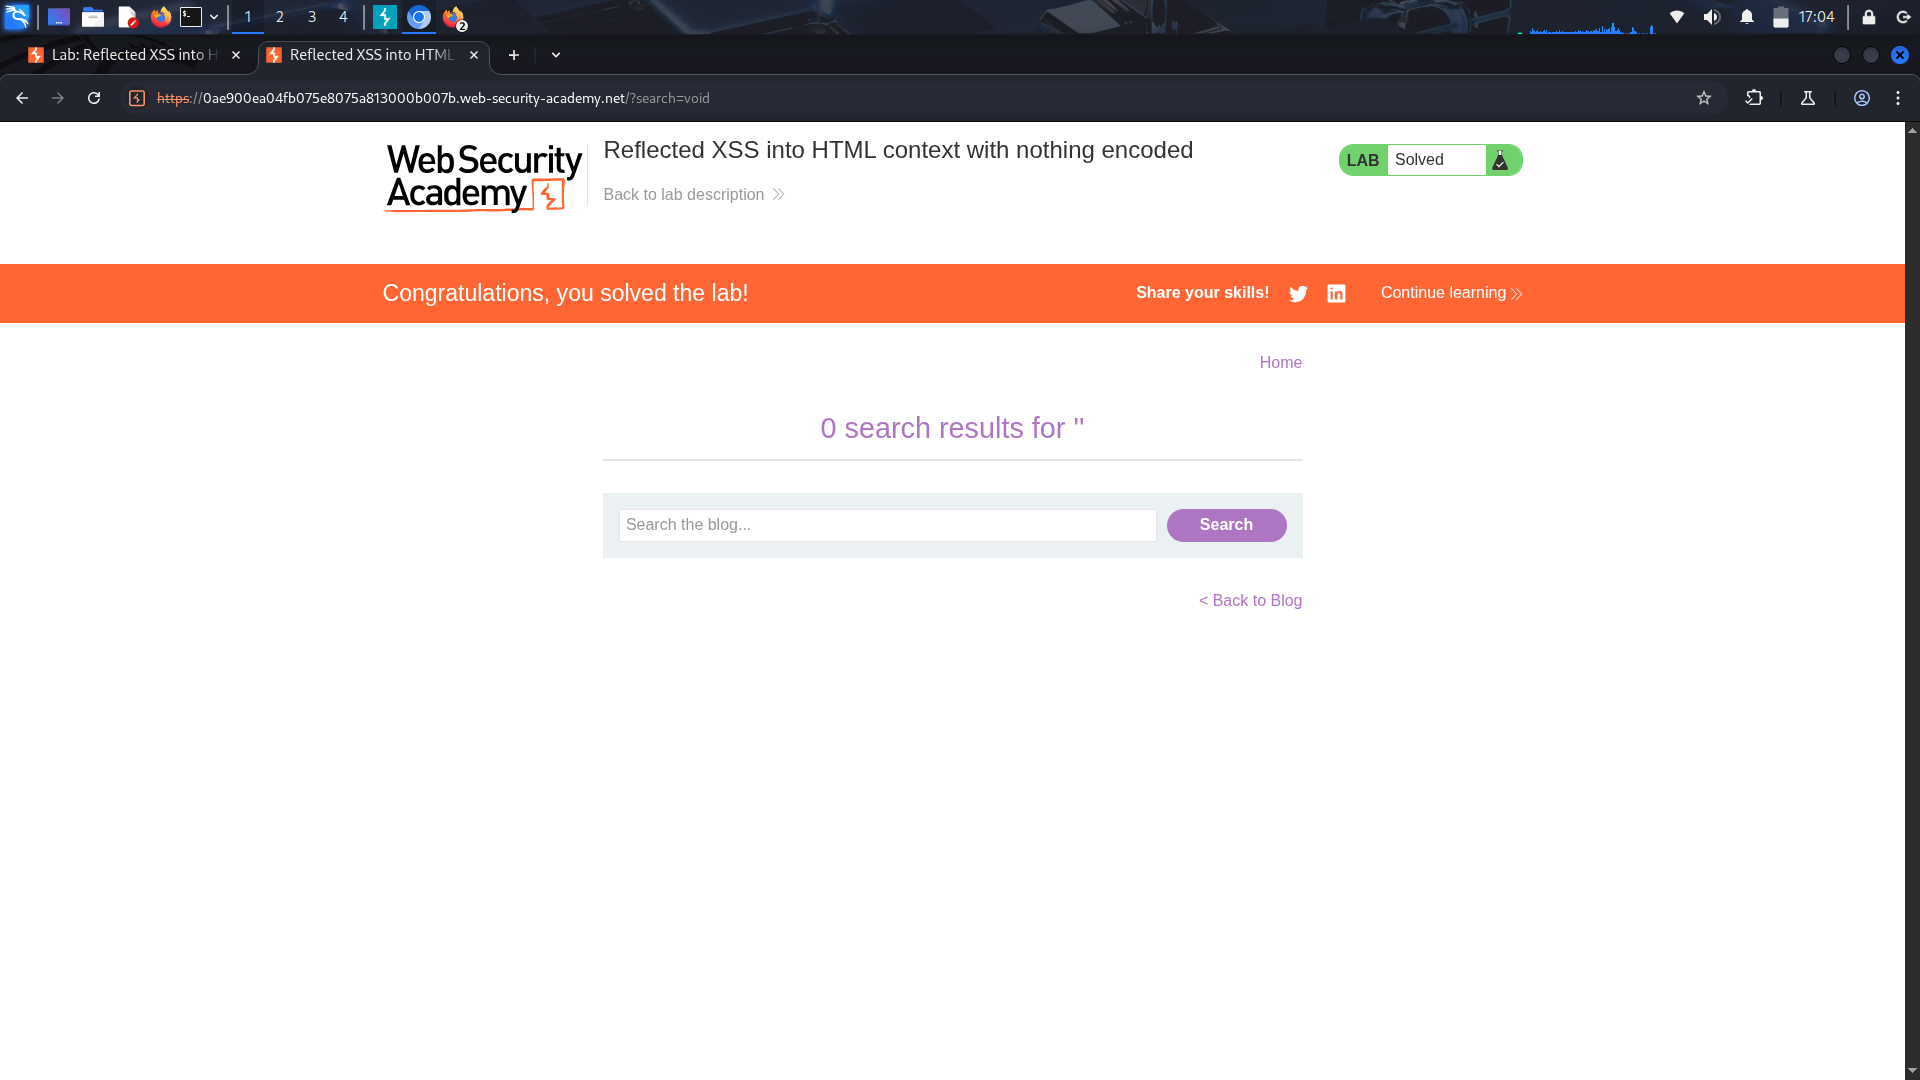 1 2 3 4
2
17:04
Lab: Reflected XSS into H
Reflected XSS into HTML
https://0ae900ea04fb075e8075a813000b007b.web-security-academy.net/?search=void
Web Security
Academy
Reflected XSS into HTML context with nothing encoded
Back to lab description
LAB Solved
Congratulations, you solved the lab!
Share your skills!
Continue learning
Home
0 search results for ''
Search the blog...
Search
< Back to Blog